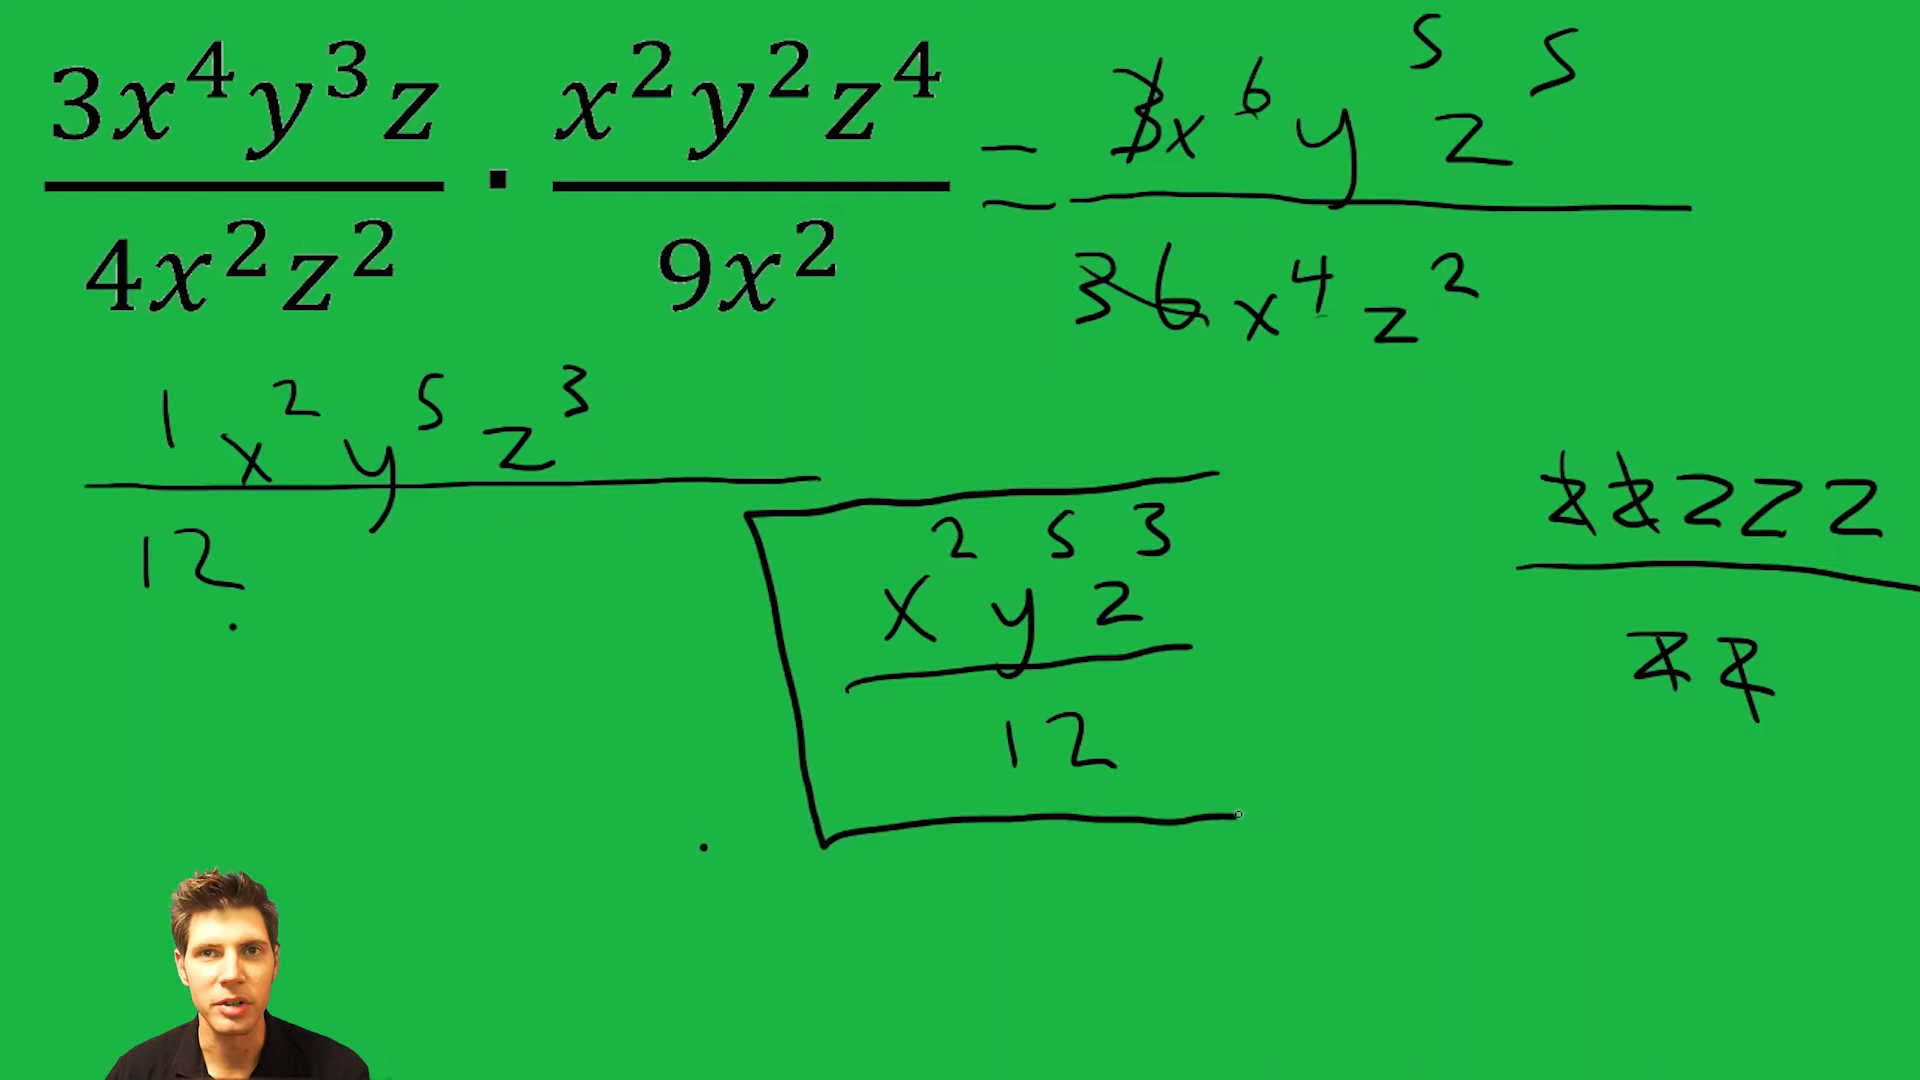 3x⁴y³z / 4x²z² · x²y²z⁴ / 9x² = 3x⁶y⁵z⁵ / 36x⁴z²
1x²y⁵z³ / 12
x²y⁵z³ / 12
zzzzz / zz